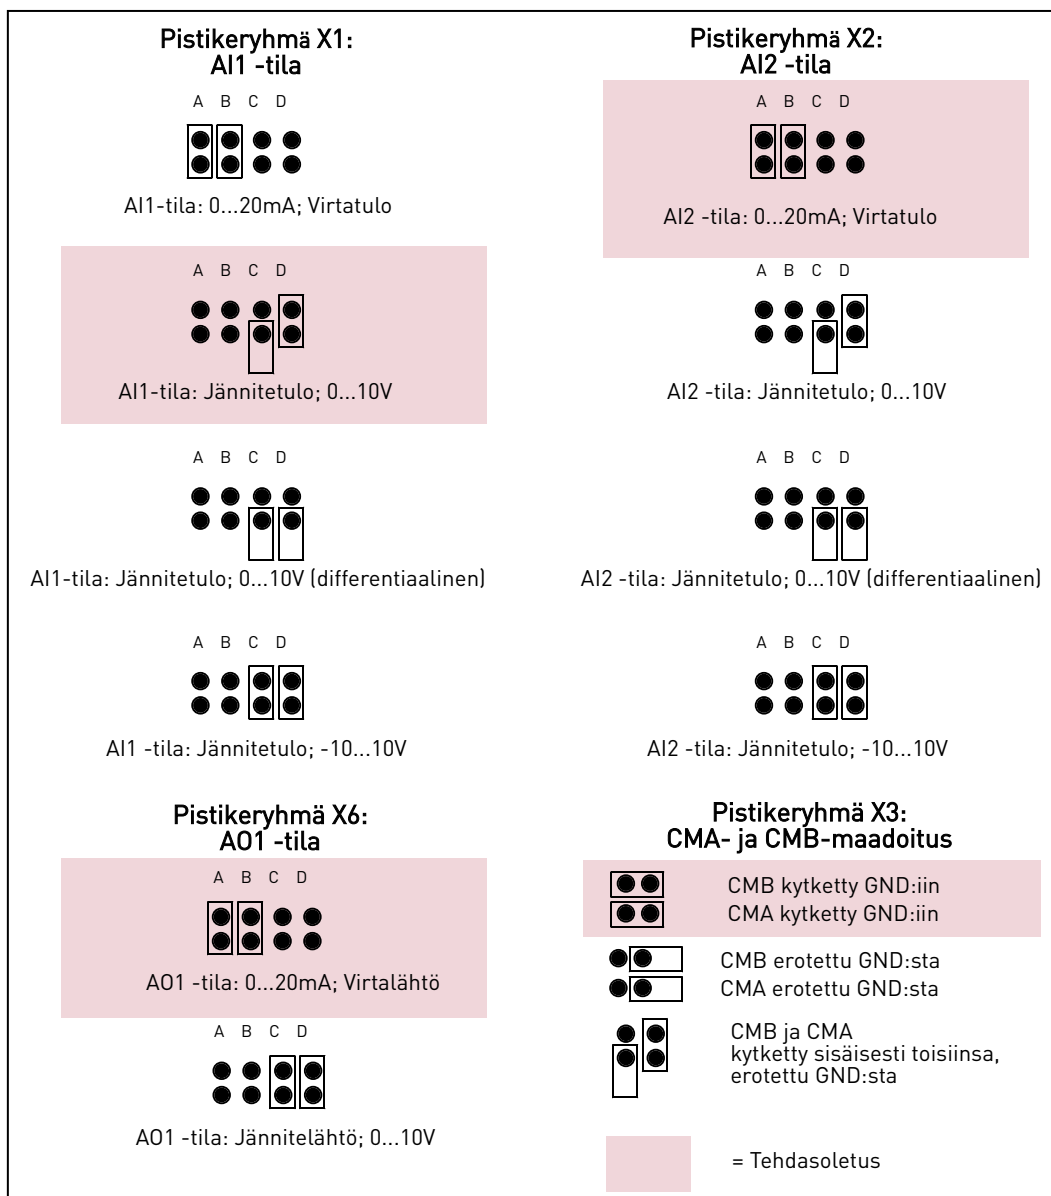 Pistikeryhmä X1:
AI1 -tila
A B C D
AI1-tila: 0...20mA; Virtatulo
A B C D
AI1-tila: Jännitetulo; 0...10V
A B C D
AI1-tila: Jännitetulo; 0...10V (differentiaalinen)
A B C D
AI1 -tila: Jännitetulo; -10...10V
Pistikeryhmä X2:
AI2 -tila
A B C D
AI2 -tila: 0...20mA; Virtatulo
A B C D
AI2 -tila: Jännitetulo; 0...10V
A B C D
AI2 -tila: Jännitetulo; 0...10V (differentiaalinen)
A B C D
AI2 -tila: Jännitetulo; -10...10V
Pistikeryhmä X6:
AO1 -tila
A B C D
AO1 -tila: 0...20mA; Virtalähtö
A B C D
AO1 -tila: Jännitelähtö; 0...10V
Pistikeryhmä X3:
CMA- ja CMB-maadoitus
CMB kytketty GND:iin
CMA kytketty GND:iin
CMB erotettu GND:sta
CMA erotettu GND:sta
CMB ja CMA
kytketty sisäisesti toisiinsa,
erotettu GND:sta
= Tehdasoletus